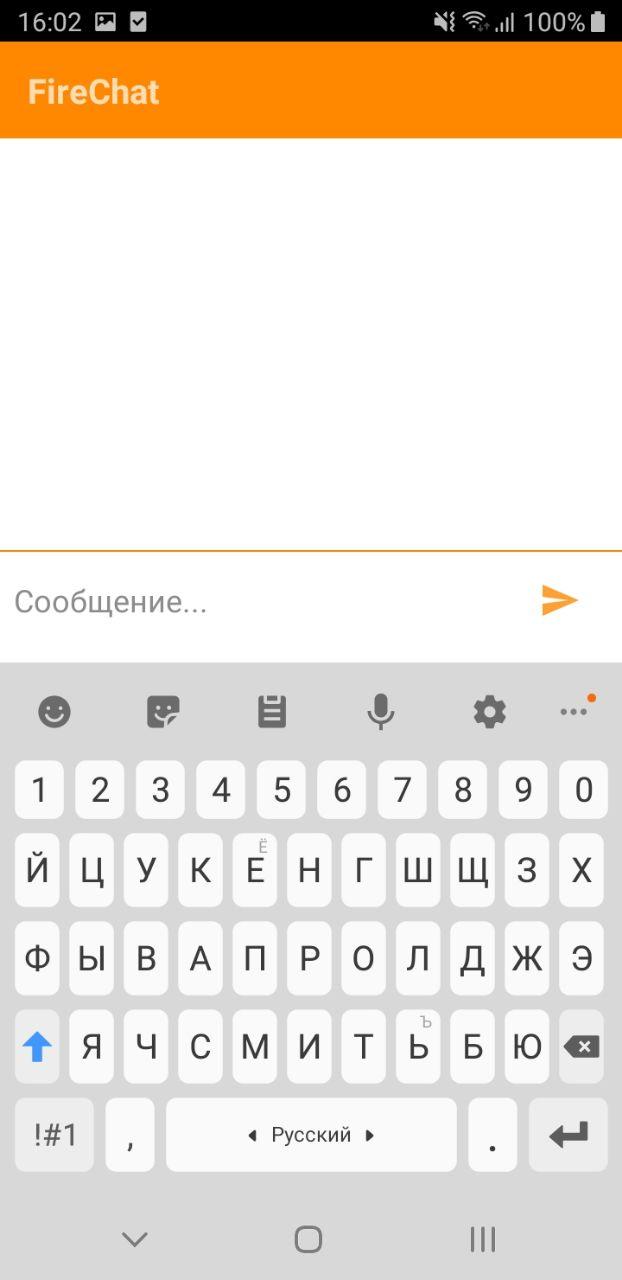 16:02 100%
FireChat
Сообщение...
1 2 3 4 5 6 7 8 9 0
Ё
Й Ц У К Е Н Г Ш Щ З Х
Ф Ы В А П Р О Л Д Ж Э
Ъ
Я Ч С М И Т Ь Б Ю
!#1 , Русский .